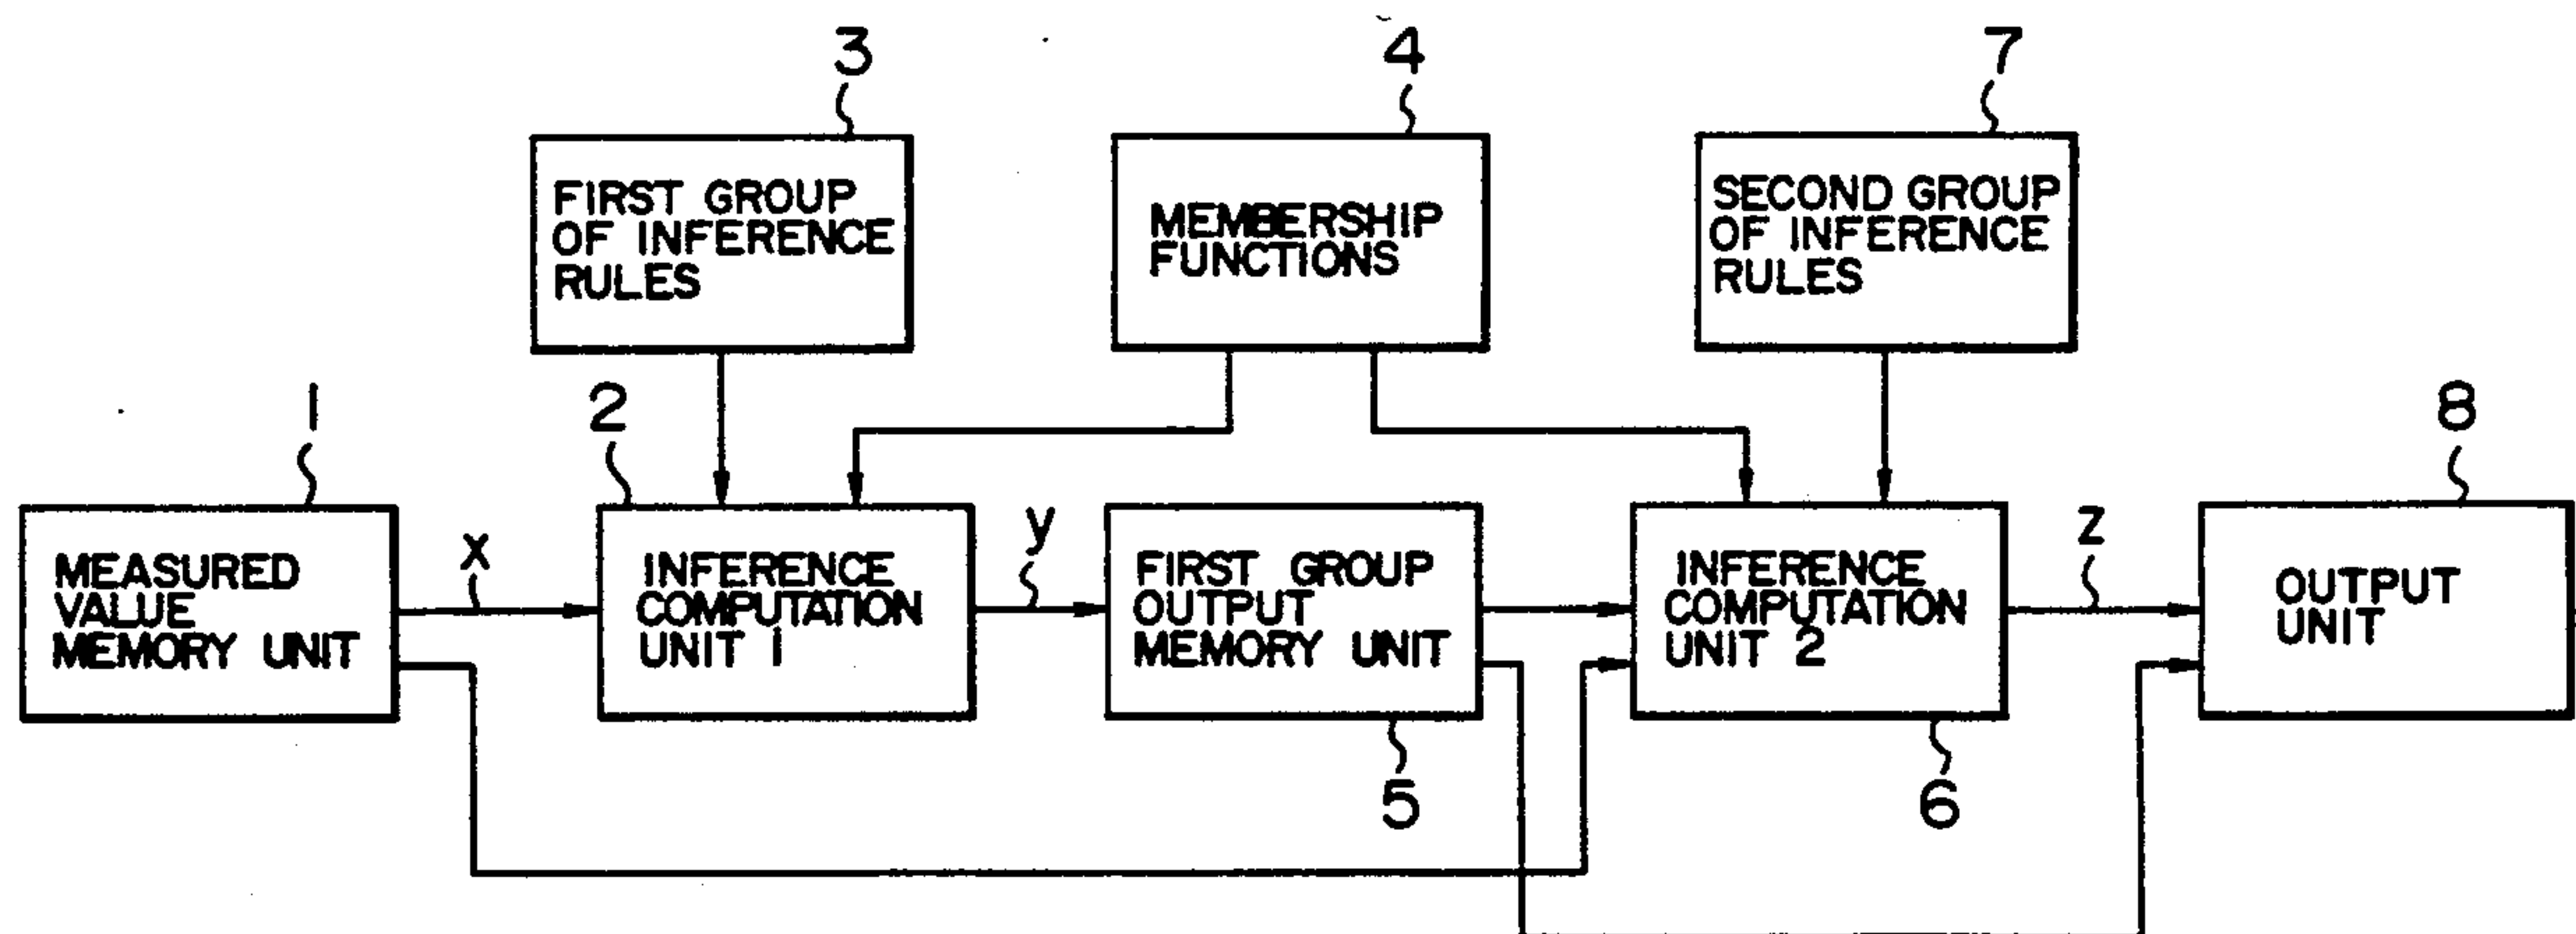 3
4
7
FIRST GROUP
OF INFERENCE
RULES
MEMBERSHIP
FUNCTIONS
SECOND GROUP
OF INFERENCE
RULES
1
2
8
MEASURED
VALUE
MEMORY UNIT
x
INFERENCE
COMPUTATION
UNIT 1
y
FIRST GROUP
OUTPUT
MEMORY UNIT
INFERENCE
COMPUTATION
UNIT 2
z
OUTPUT
UNIT
5
6